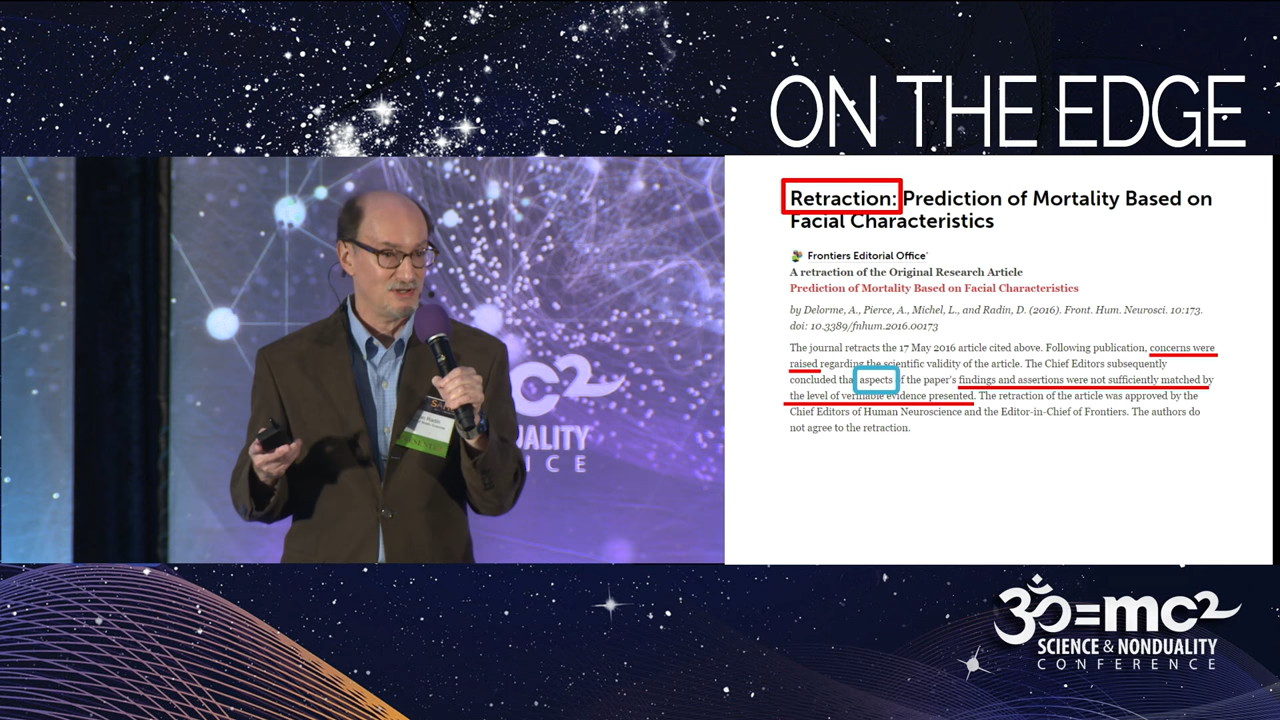 ON THE EDGE
Retraction: Prediction of Mortality Based on
Facial Characteristics
Frontiers Editorial Office*
A retraction of the Original Research Article
Prediction of Mortality Based on Facial Characteristics
by Delorme, A., Pierce, A., Michel, L., and Radin, D. (2016). Front. Hum. Neurosci. 10:173.
doi: 10.3389/fnhum.2016.00173
The journal retracts the 17 May 2016 article cited above. Following publication, concerns were
raised regarding the scientific validity of the article. The Chief Editors subsequently
concluded that aspects of the paper's findings and assertions were not sufficiently matched by
the level of verifiable evidence presented. The retraction of the article was approved by the
Chief Editors of Human Neuroscience and the Editor-in-Chief of Frontiers. The authors do
not agree to the retraction.
mc2
UALITY
ॐ=mc2
SCIENCE & NONDUALITY
CONFERENCE